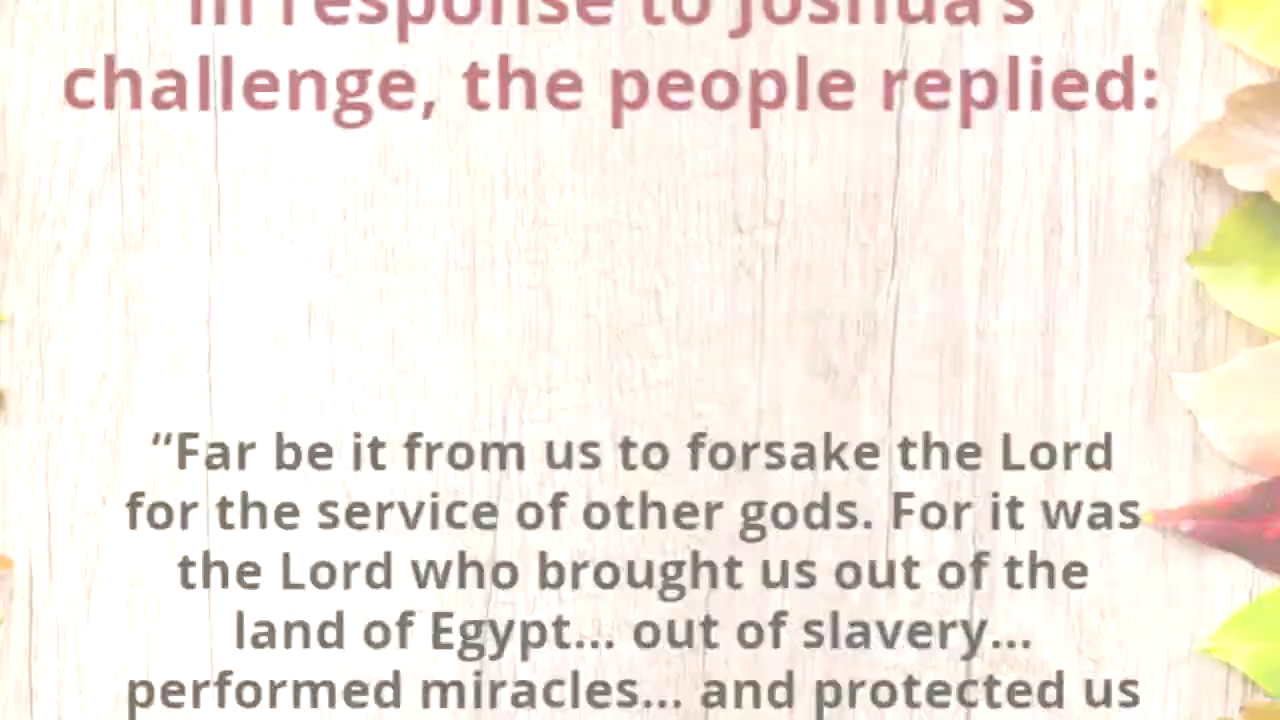 In response to Joshua's
challenge, the people replied:
“Far be it from us to forsake the Lord
for the service of other gods. For it was
the Lord who brought us out of the
land of Egypt... out of slavery...
performed miracles... and protected us